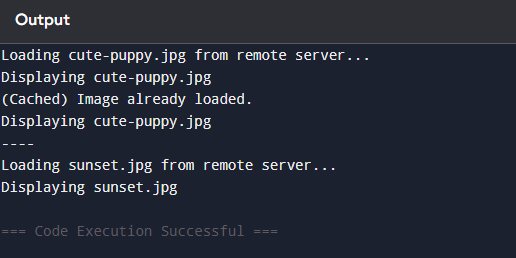 Output
Loading cute-puppy.jpg from remote server...
Displaying cute-puppy.jpg
(Cached) Image already loaded.
Displaying cute-puppy.jpg
----
Loading sunset.jpg from remote server...
Displaying sunset.jpg
=== Code Execution Successful ===